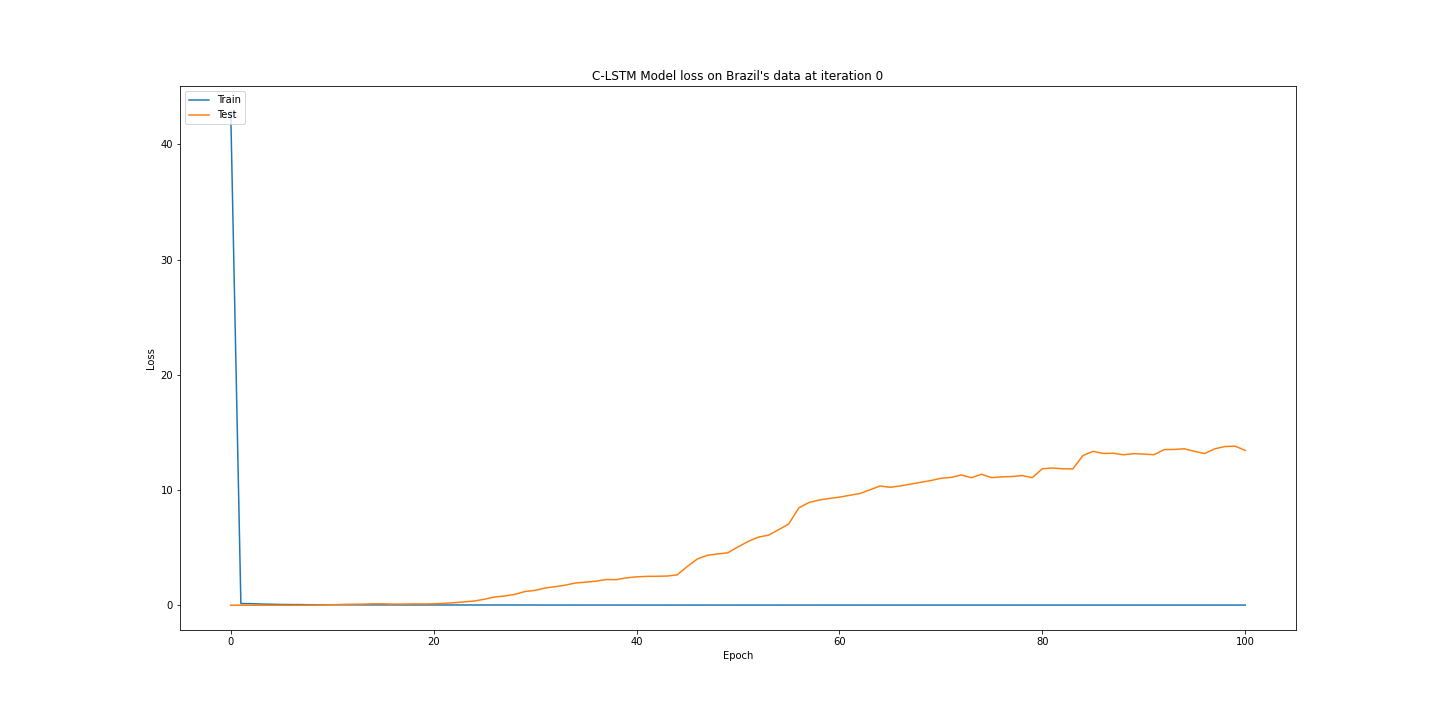 C-LSTM Model loss on Brazil's data at iteration 0
Train
Test
40
30
20
10
0
Loss
0 20 40 60 80 100
Epoch